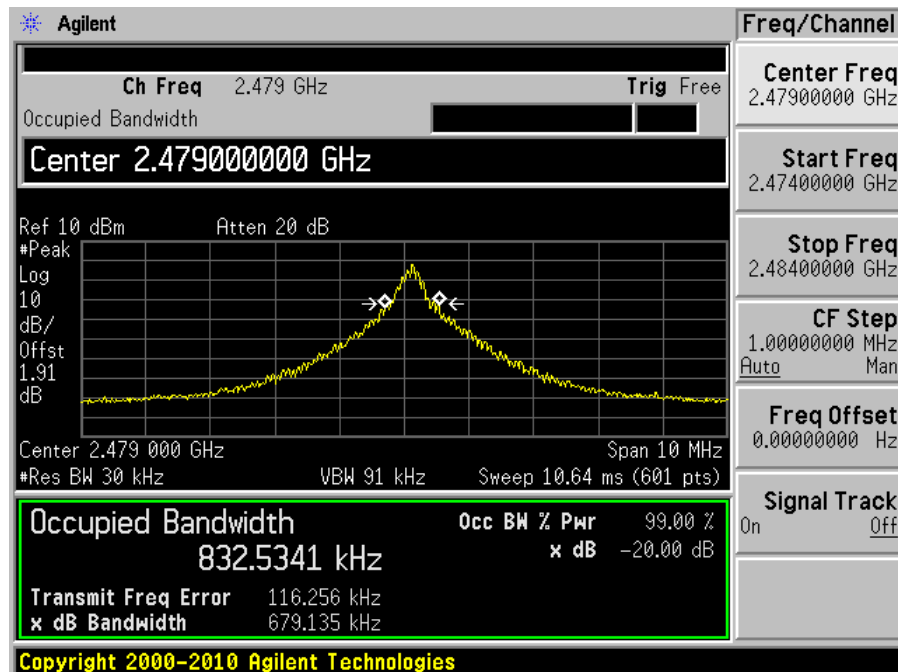 Agilent
Freq/Channel
Ch Freq 2.479 GHz Trig Free
Occupied Bandwidth
Center 2.479000000 GHz
Ref 10 dBm Atten 20 dB
#Peak
Log
10
dB/
Offst
1.91
dB
Center 2.479 000 GHz Span 10 MHz
#Res BW 30 kHz VBW 91 kHz Sweep 10.64 ms (601 pts)
Occupied Bandwidth
832.5341 kHz
Occ BW % Pwr 99.00 %
x dB -20.00 dB
Transmit Freq Error 116.256 kHz
x dB Bandwidth 679.135 kHz
Center Freq
2.47900000 GHz
Start Freq
2.47400000 GHz
Stop Freq
2.48400000 GHz
CF Step
1.00000000 MHz
Auto Man
Freq Offset
0.00000000 Hz
Signal Track
On Off
Copyright 2000-2010 Agilent Technologies